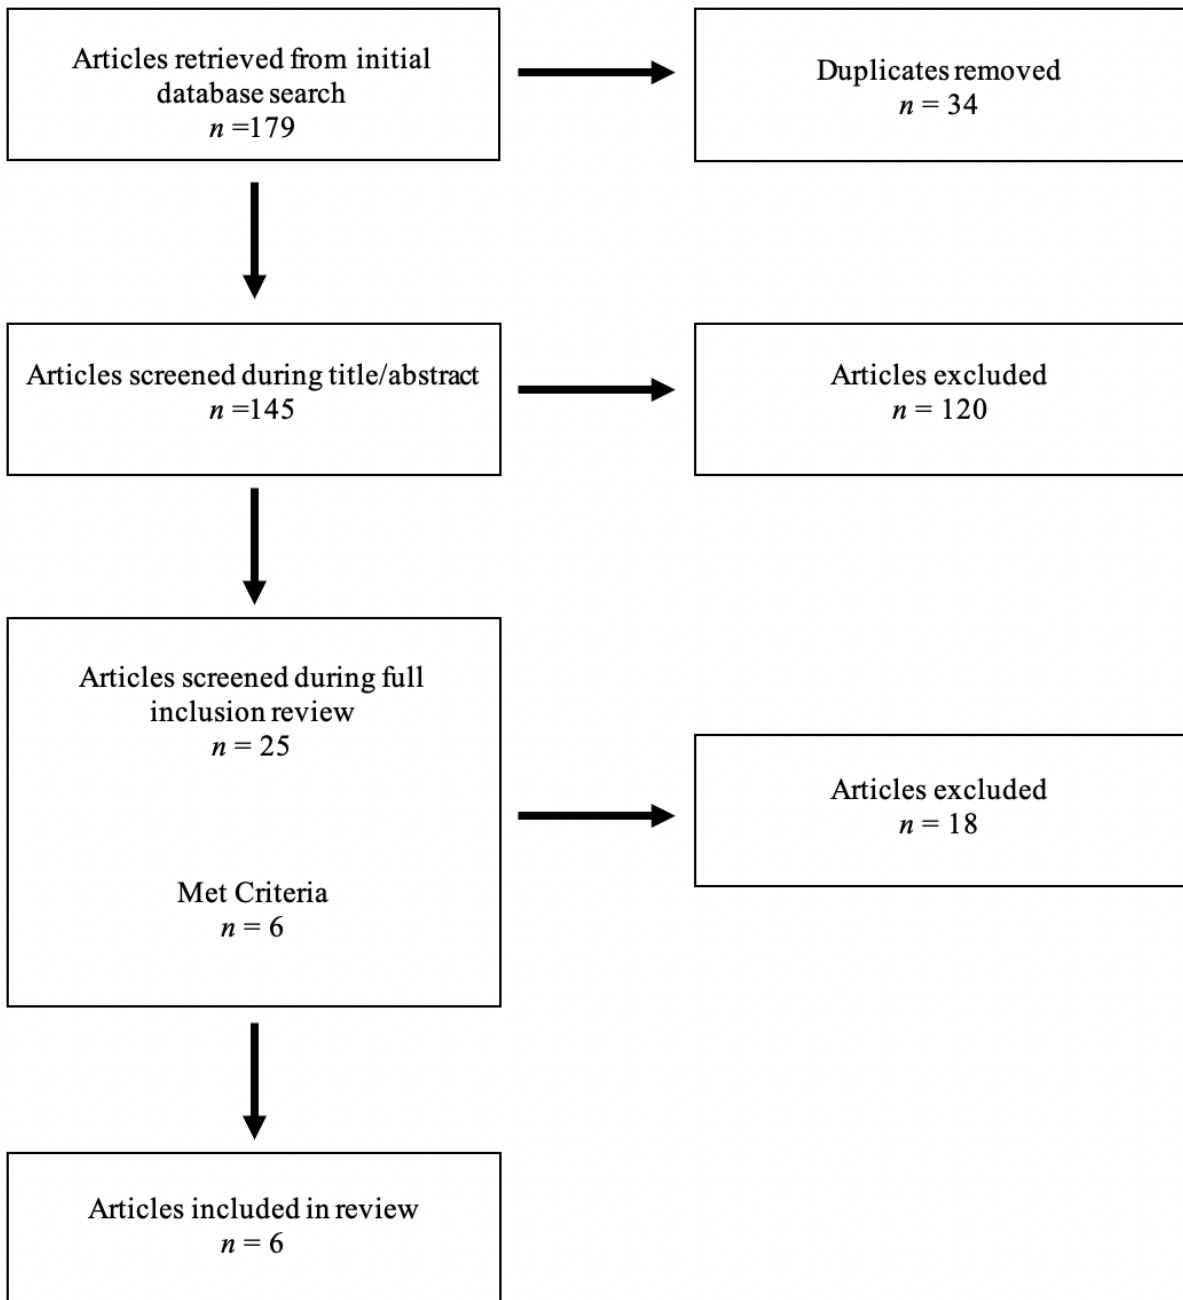 Articles retrieved from initial
database search
n =179
Duplicates removed
n = 34
Articles screened during title/abstract
n =145
Articles excluded
n = 120
Articles screened during full
inclusion review
n = 25
Met Criteria
n = 6
Articles excluded
n = 18
Articles included in review
n = 6